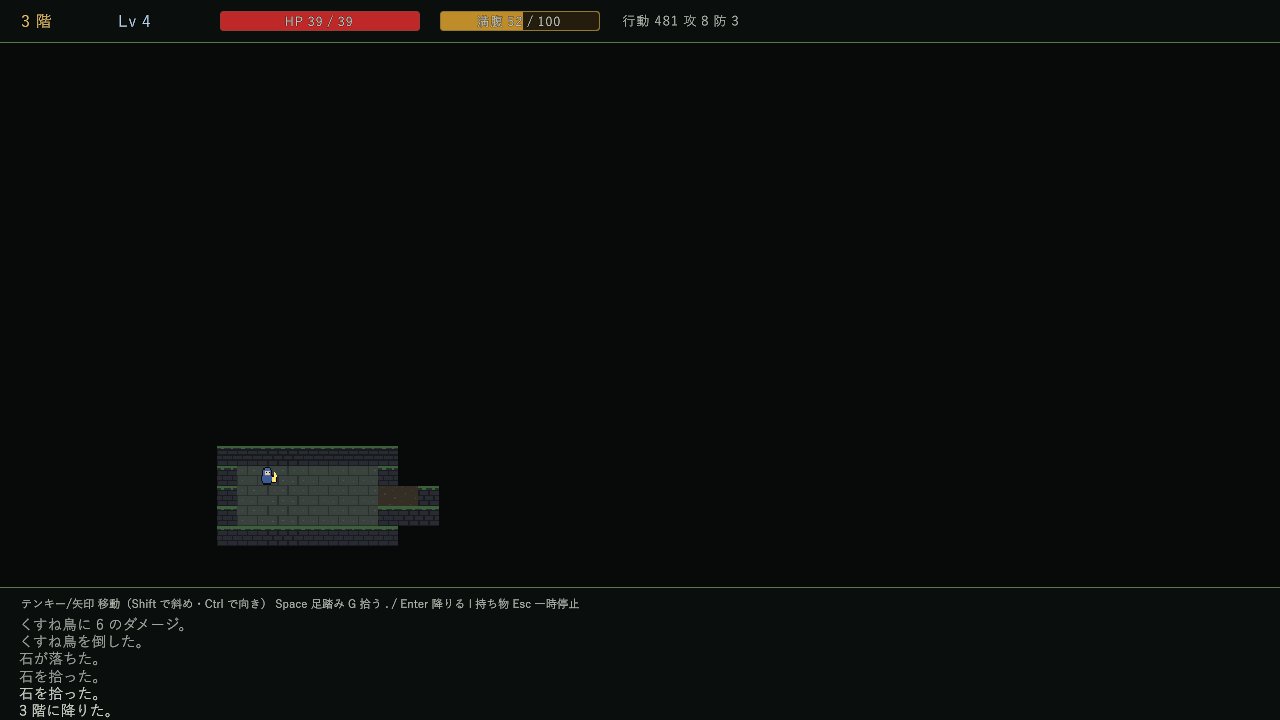 3 階 Lv 4 HP 39 / 39 満腹 52 / 100 行動 481 攻 8 防 3
テンキー/矢印 移動（Shift で斜め・Ctrl で向き） Space 足踏み G 拾う . / Enter 降りる I 持ち物 Esc 一時停止
くすね鳥に 6 のダメージ。
くすね鳥を倒した。
石が落ちた。
石を拾った。
石を拾った。
3 階に降りた。